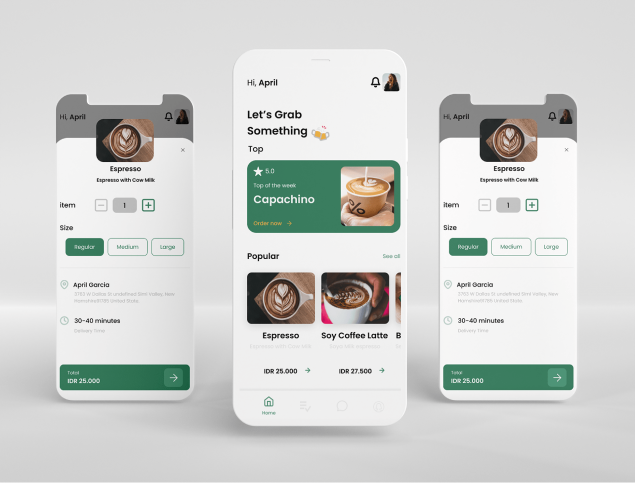 Hi, April
Espresso
Espresso with Cow Milk
item
1
Size
Regular
Medium
Large
April Garcia
30-40 minutes
Delivery Time
Total
IDR 25.000
Hi, April
Let's Grab
Something
Top
5.0
Top of the week
Capachino
Order now
Popular
See all
Espresso
Soy Coffee Latte
B
IDR 25.000
IDR 27.500
Home
Hi, April
Espresso
Espresso with Cow Milk
item
1
Size
Regular
Medium
Large
April Garcia
30-40 minutes
Delivery Time
Total
IDR 25.000